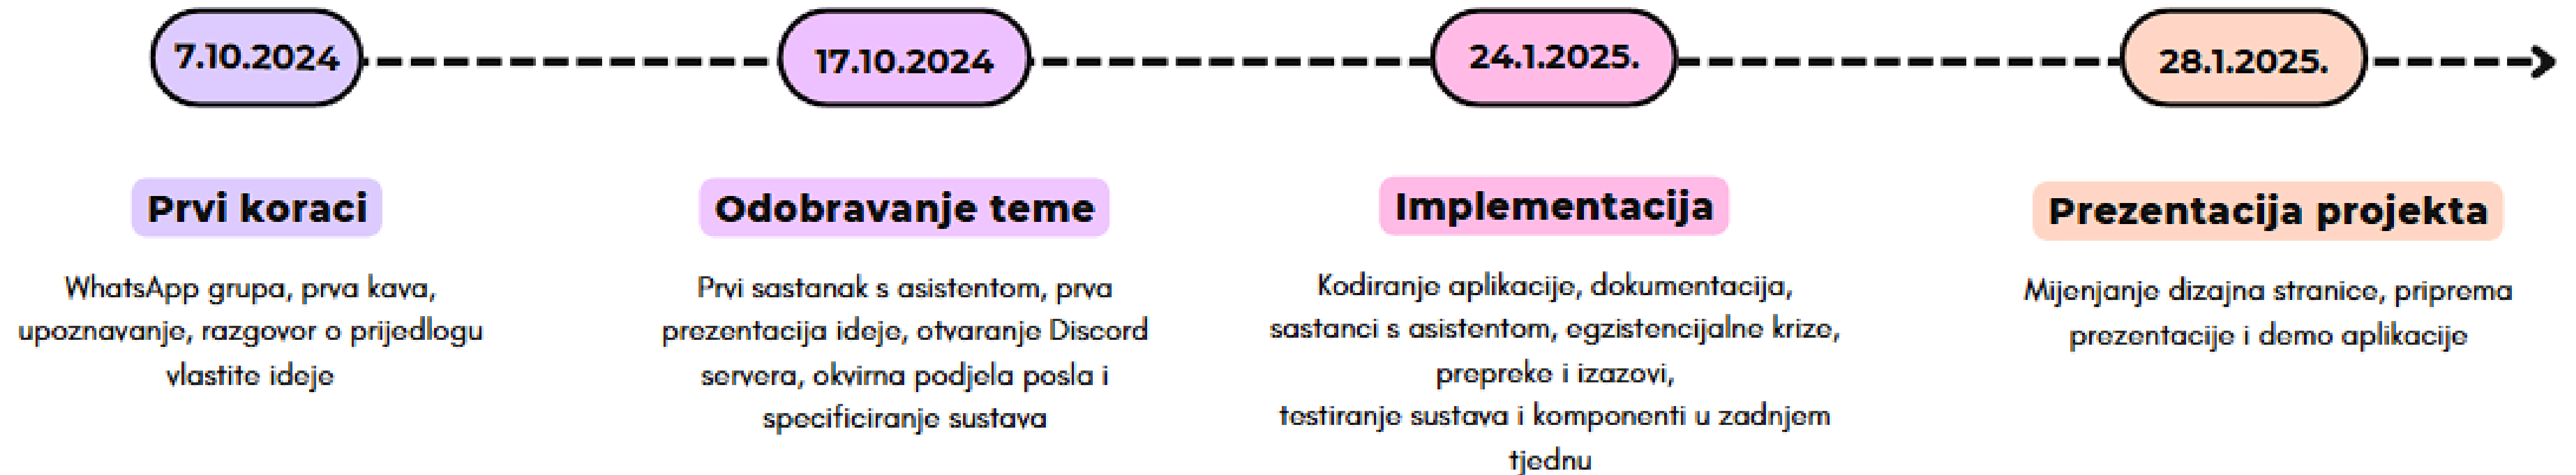 7.10.2024
17.10.2024
24.1.2025.
28.1.2025.
Prvi koraci
WhatsApp grupa, prva kava,
upoznavanje, razgovor o prijedlogu
vlastite ideje
Odobravanje teme
Prvi sastanak s asistentom, prva
prezentacija ideje, otvaranje Discord
servera, okvirna podjela posla i
specificiranje sustava
Implementacija
Kodiranje aplikacije, dokumentacija,
sastanci s asistentom, egzistencijalne krize,
prepreke i izazovi,
testiranje sustava i komponenti u zadnjem
tjednu
Prezentacija projekta
Mijenjanje dizajna stranice, priprema
prezentacije i demo aplikacije